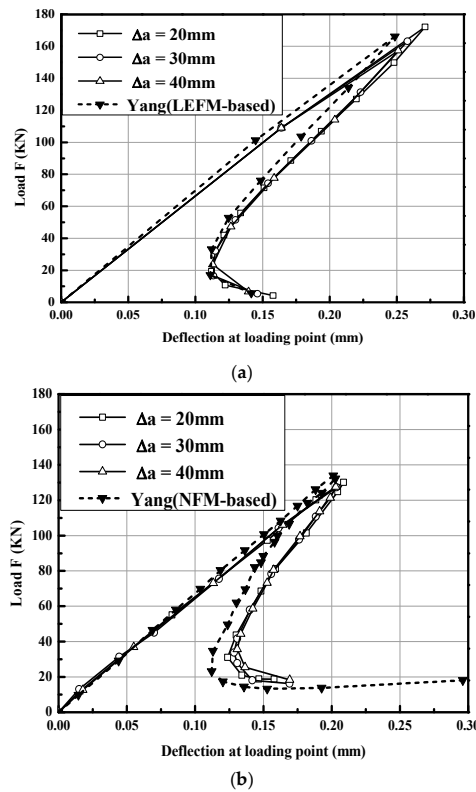 180
160
140
120
100
80
60
40
20
0
Load F (KN)
Δa = 20mm
Δa = 30mm
Δa = 40mm
Yang(LEFM-based)
0.00 0.05 0.10 0.15 0.20 0.25 0.30
Deflection at loading point (mm)
(a)
180
160
140
120
100
80
60
40
20
0
Load F (KN)
Δa = 20mm
Δa = 30mm
Δa = 40mm
Yang(NFM-based)
0.00 0.05 0.10 0.15 0.20 0.25 0.30
Deflection at loading point (mm)
(b)